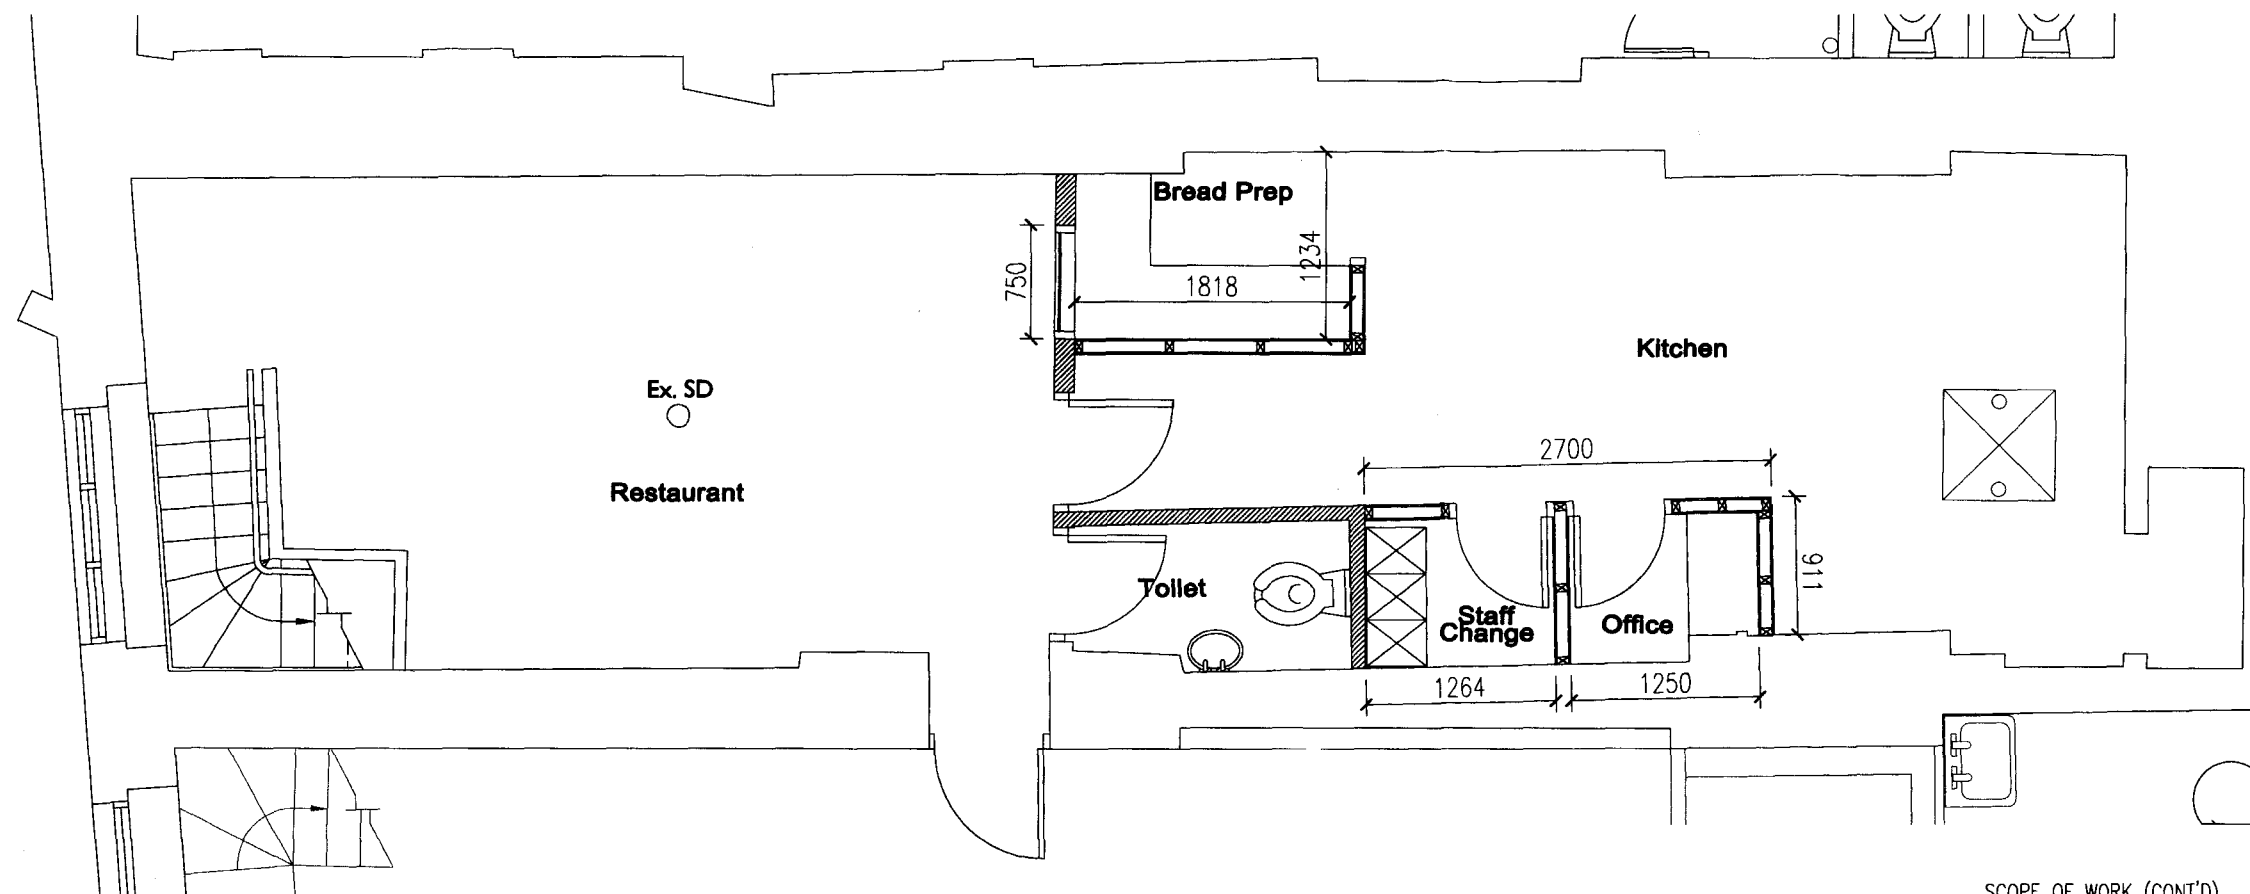 Bread Prep
1234
750
1818
Kitchen
Ex. SD
2700
Restaurant
911
Toilet
Staff
Change
Office
1264
1250
SCOPE OF WORK (CONT'D)